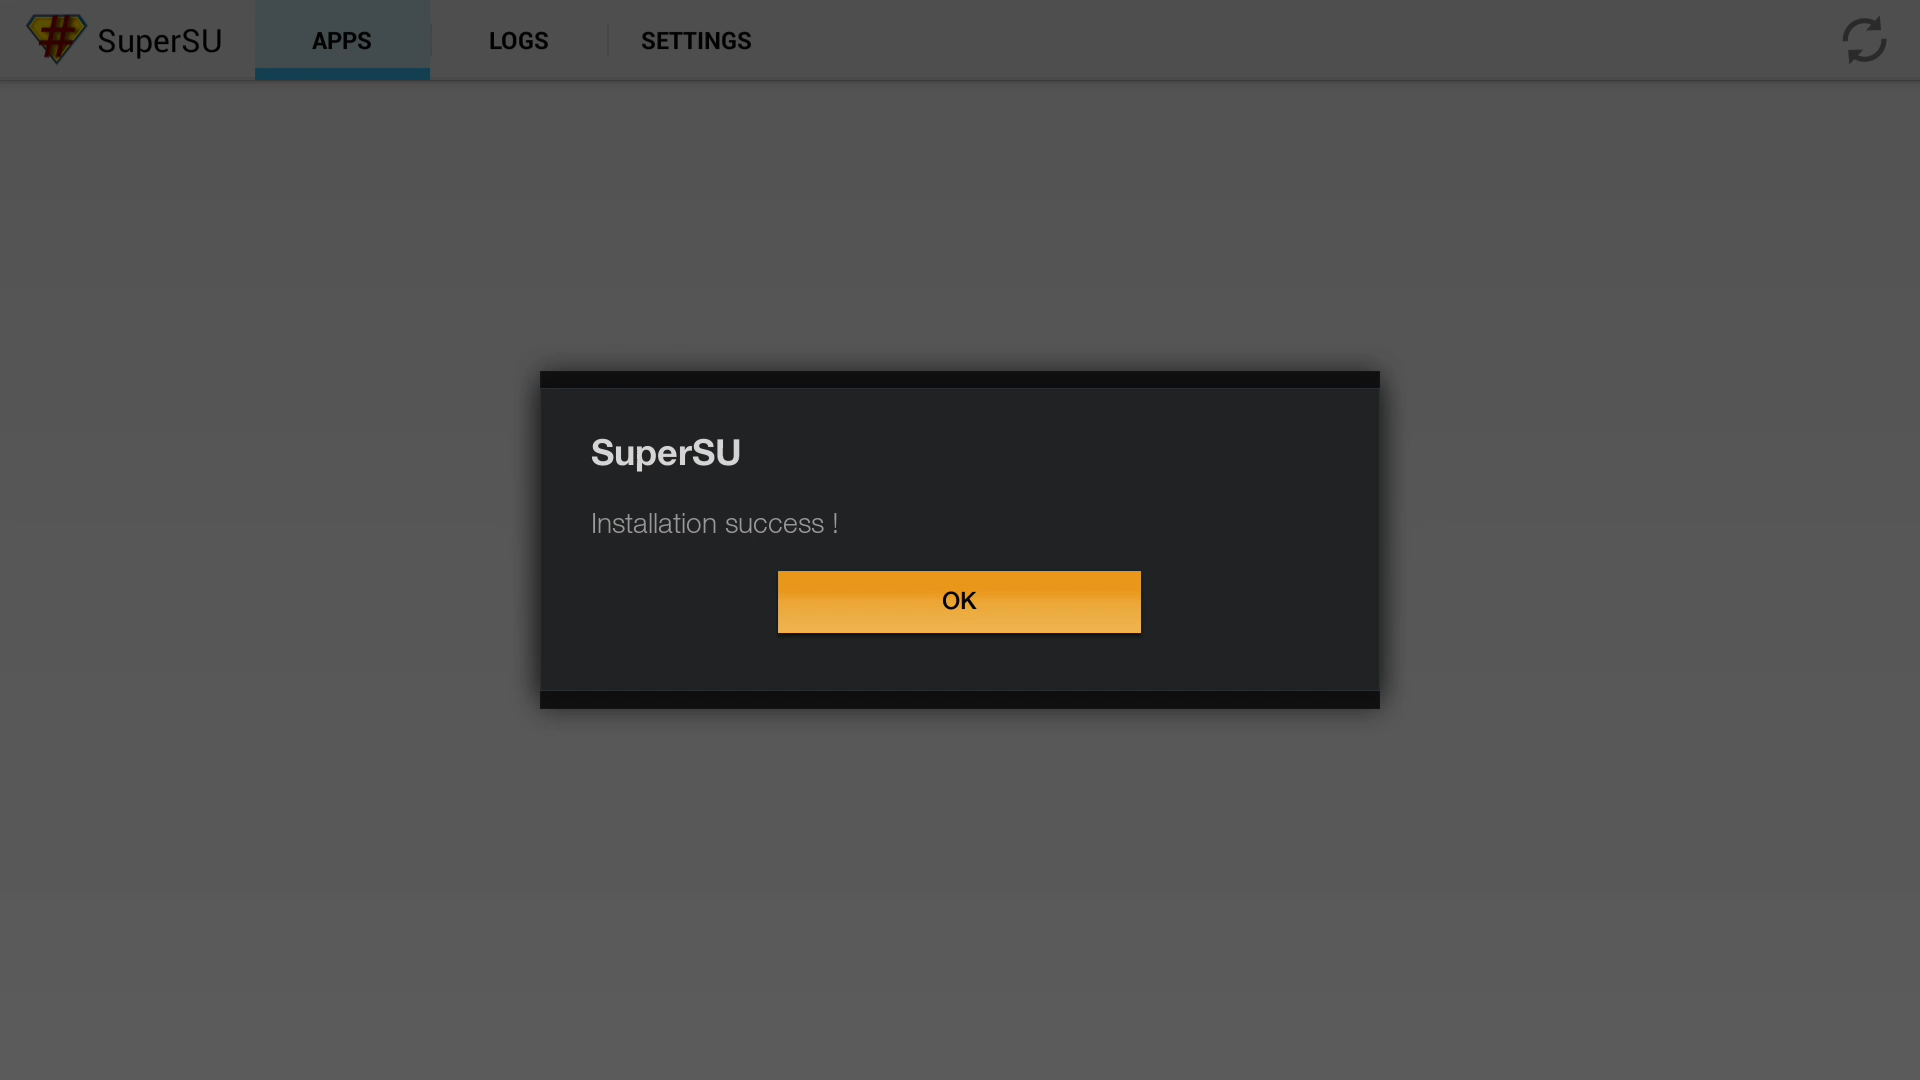 SuperSU
APPS
LOGS
SETTINGS
SuperSU
Installation success !
OK